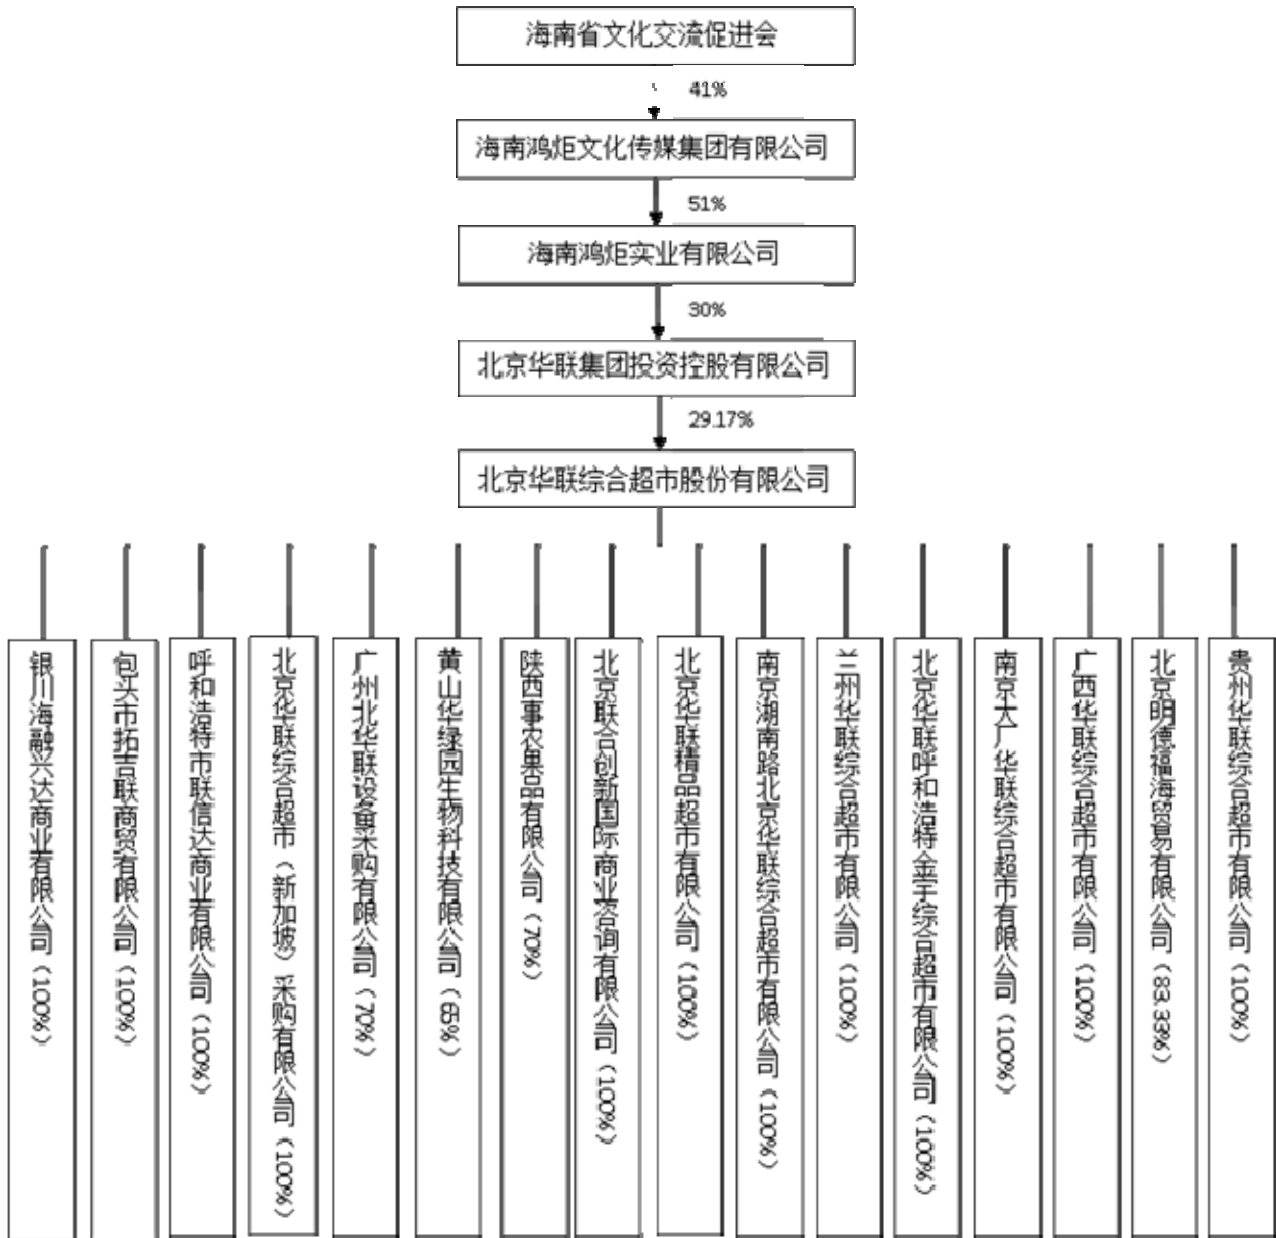 海南省文化交流促进会
41%
海南鸿炬文化传媒集团有限公司
51%
海南鸿炬实业有限公司
30%
北京华联集团投资控股有限公司
29.17%
北京华联综合超市股份有限公司
银川海融兴达商业有限公司（100%）
包头市拓吉联商贸有限公司（100%）
呼和浩特市联信达商业有限公司（100%）
北京华联综合超市（新加坡）采购有限公司（100%）
广州北华联设备采购有限公司（70%）
黄山华绿园生物科技有限公司（65%）
陕西事农果品有限公司（70%）
北京联合创新国际商业咨询有限公司（100%）
北京华联精品超市有限公司（100%）
南京湖南路北京华联综合超市有限公司（100%）
兰州华联综合超市有限公司（100%）
北京华联呼和浩特金宇综合超市有限公司（100%）
南京大厂华联综合超市有限公司（100%）
广西华联综合超市有限公司（100%）
北京明德福海贸易有限公司（83.33%）
贵州华联综合超市有限公司（100%）